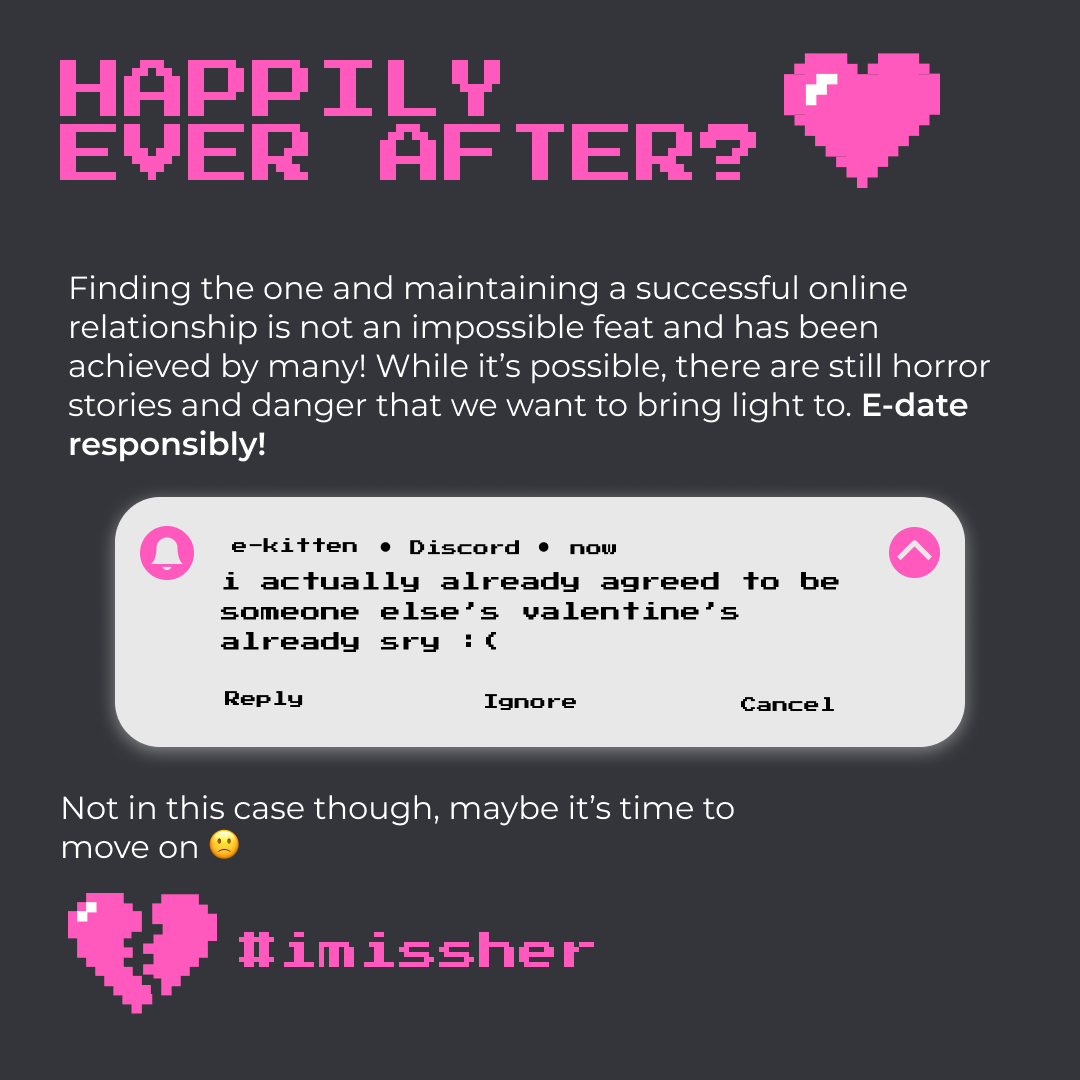 HAPPILY
EVER AFTER?
Finding the one and maintaining a successful online
relationship is not an impossible feat and has been
achieved by many! While it’s possible, there are still horror
stories and danger that we want to bring light to. E-date
responsibly!
e-kitten • Discord • now
i actually already agreed to be
someone else’s valentine’s
already sry :(
Reply Ignore Cancel
Not in this case though, maybe it’s time to
move on 🙁
#imissher